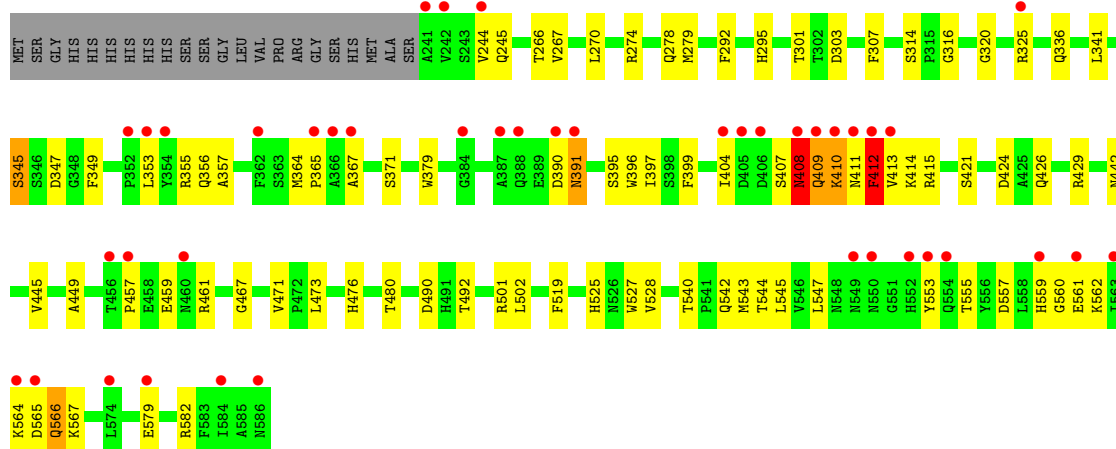 MET SER GLY HIS HIS HIS HIS HIS HIS SER SER GLY LEU VAL PRO ARG GLY SER HIS MET ALA SER A241 V242 S243 V244 Q245 T266 V267 L270 R274 Q278 M279 F292 H295 T301 T302 D303 F307 S314 P315 G316 G320 R325 Q336 L341
S345 S346 D347 G348 F349 P352 L353 Y354 R355 Q356 A357 F362 S363 M364 P365 A366 A367 S371 W379 G384 A387 Q388 E389 D390 N391 S395 W396 I397 S398 F399 I404 D405 D406 S407 N408 Q409 K410 N411 F412 V413 K414 R415 S421 D424 A425 Q426 R429 N442
V445 A449 T456 P457 E458 E459 N460 R461 G467 V471 P472 L473 H476 T480 D490 H491 T492 R501 L502 F519 H525 N526 W527 V528 T540 P541 Q542 M543 T544 L545 V546 L547 N548 N549 N550 G551 H552 Y553 Q554 T555 Y556 D557 L558 H559 G560 E561 K562 I563
K564 D565 Q566 K567 L574 E579 R582 F583 I584 A585 N586